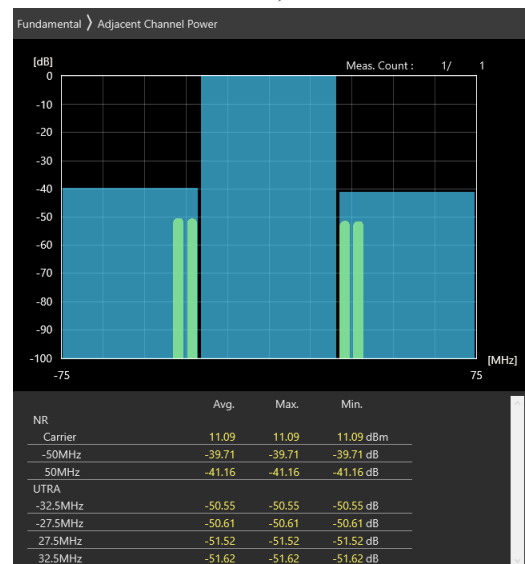 Fundamental 〉 Adjacent Channel Power
[dB]
Meas. Count : 1/ 1
0
-10
-20
-30
-40
-50
-60
-70
-80
-90
-100
[MHz]
-75 75
Avg. Max. Min.
NR
Carrier 11.09 11.09 11.09 dBm
-50MHz -39.71 -39.71 -39.71 dB
50MHz -41.16 -41.16 -41.16 dB
UTRA
-32.5MHz -50.55 -50.55 -50.55 dB
-27.5MHz -50.61 -50.61 -50.61 dB
27.5MHz -51.52 -51.52 -51.52 dB
32.5MHz -51.62 -51.62 -51.62 dB